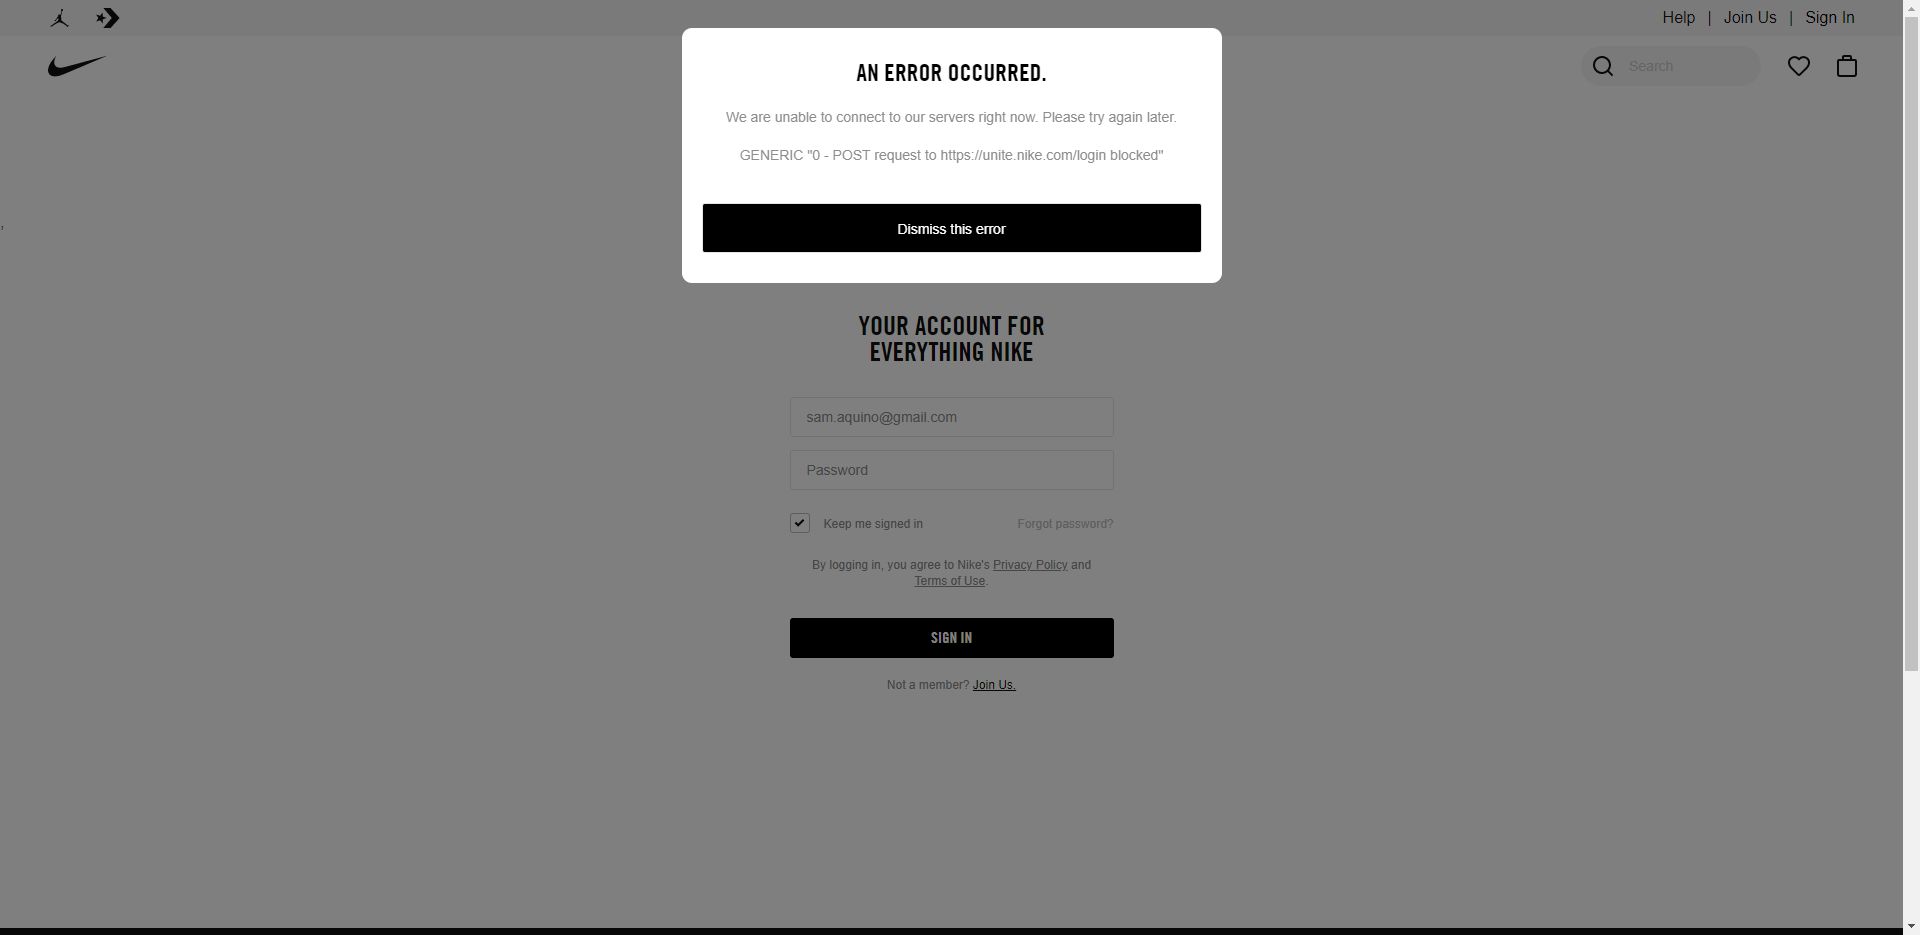 Help | Join Us | Sign In
Search
AN ERROR OCCURRED.
We are unable to connect to our servers right now. Please try again later.
GENERIC "0 - POST request to https://unite.nike.com/login blocked"
Dismiss this error
YOUR ACCOUNT FOR
EVERYTHING NIKE
sam.aquino@gmail.com
Password
Keep me signed in
Forgot password?
By logging in, you agree to Nike's Privacy Policy and
Terms of Use.
SIGN IN
Not a member? Join Us.